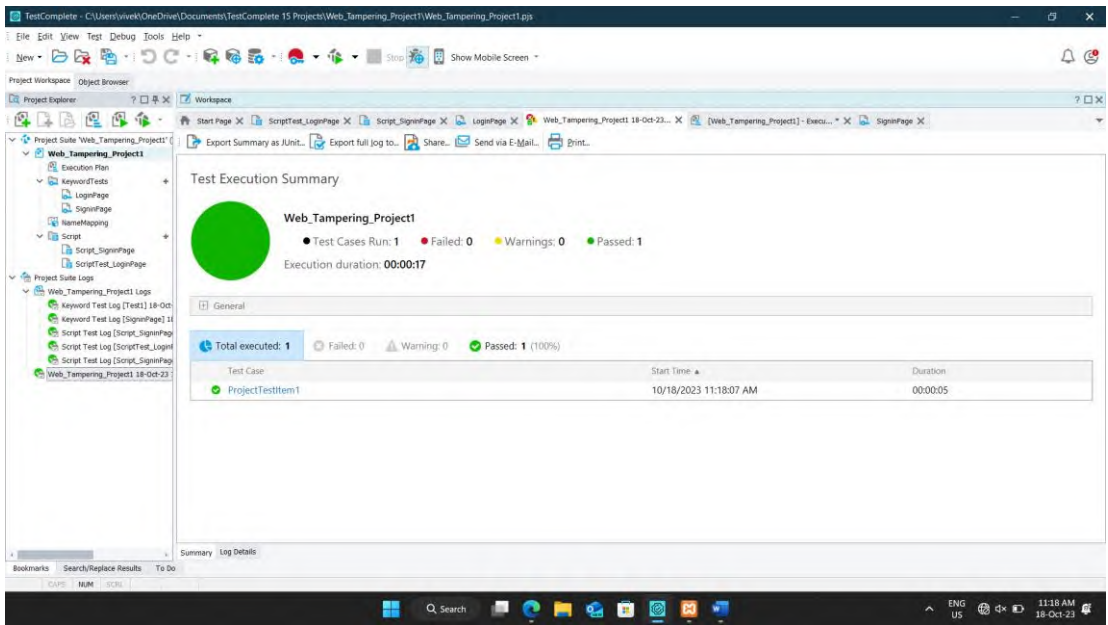 TestComplete - C:\Users\vivek\OneDrive\Documents\TestComplete 15 Projects\Web_Tampering_Project1\Web_Tampering_Project1.pjs
File Edit View Test Debug Tools Help
New Stop Show Mobile Screen
Project Workspace Object Browser
Project Explorer
Workspace
Start Page ScriptTest_LoginPage Script_SigninPage LoginPage Web_Tampering_Project1 18-Oct-23... [Web_Tampering_Project1] - Execu... * SigninPage
Export Summary as JUnit... Export full log to... Share... Send via E-Mail... Print...
Project Suite 'Web_Tampering_Project1' (
Web_Tampering_Project1
Execution Plan
KeywordTests
LoginPage
SigninPage
NameMapping
Script
Script_SigninPage
ScriptTest_LoginPage
Project Suite Logs
Web_Tampering_Project1 Logs
Keyword Test Log [Test1] 18-Oct-
Keyword Test Log [SigninPage] 18
Script Test Log [Script_SigninPag
Script Test Log [ScriptTest_LoginP
Script Test Log [Script_SigninPag
Web_Tampering_Project1 18-Oct-23
Test Execution Summary
Web_Tampering_Project1
Test Cases Run: 1 Failed: 0 Warnings: 0 Passed: 1
Execution duration: 00:00:17
General
Total executed: 1 Failed: 0 Warning: 0 Passed: 1 (100%)
Test Case Start Time Duration
ProjectTestItem1 10/18/2023 11:18:07 AM 00:00:05
Summary Log Details
Bookmarks Search/Replace Results To Do
CAPS NUM SCRL
Search
ENG
US
11:18 AM
18-Oct-23